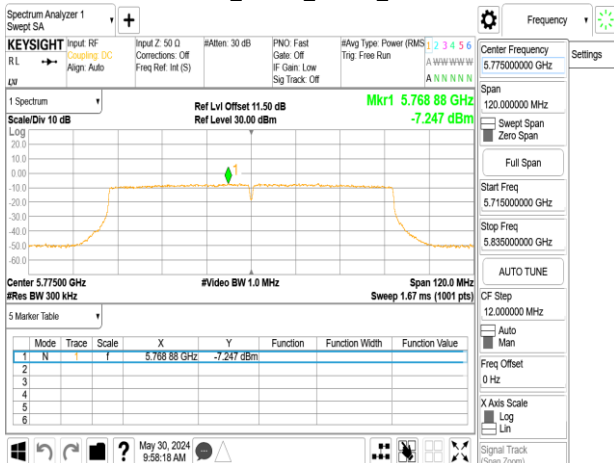 Spectrum Analyzer 1
Swept SA
+
Frequency
KEYSIGHT Input: RF Input Z: 50 Ω #Atten: 30 dB PNO: Fast #Avg Type: Power (RMS 1 2 3 4 5 6
RL Coupling: DC Corrections: Off Gate: Off Trig: Free Run A WW WW W
Align: Auto Freq Ref: Int (S) IF Gain: Low
Sig Track: Off A N N N N N
LXI
Center Frequency
5.775000000 GHz
Settings
Span
120.000000 MHz
Swept Span
Zero Span
Full Span
Start Freq
5.715000000 GHz
Stop Freq
5.835000000 GHz
AUTO TUNE
CF Step
12.000000 MHz
Auto
Man
Freq Offset
0 Hz
X Axis Scale
Log
Lin
Signal Track
(Span Zoom)
1 Spectrum
Scale/Div 10 dB
Ref Lvl Offset 11.50 dB
Ref Level 30.00 dBm
Mkr1 5.768 88 GHz
-7.247 dBm
Log
20.0
10.0
0.00
-10.0
-20.0
-30.0
-40.0
-50.0
-60.0
1
Center 5.77500 GHz #Video BW 1.0 MHz Span 120.0 MHz
#Res BW 300 kHz Sweep 1.67 ms (1001 pts)
5 Marker Table
Mode Trace Scale X Y Function Function Width Function Value
1 N 1 f 5.768 88 GHz -7.247 dBm
2
3
4
5
6
? May 30, 2024
9:58:18 AM